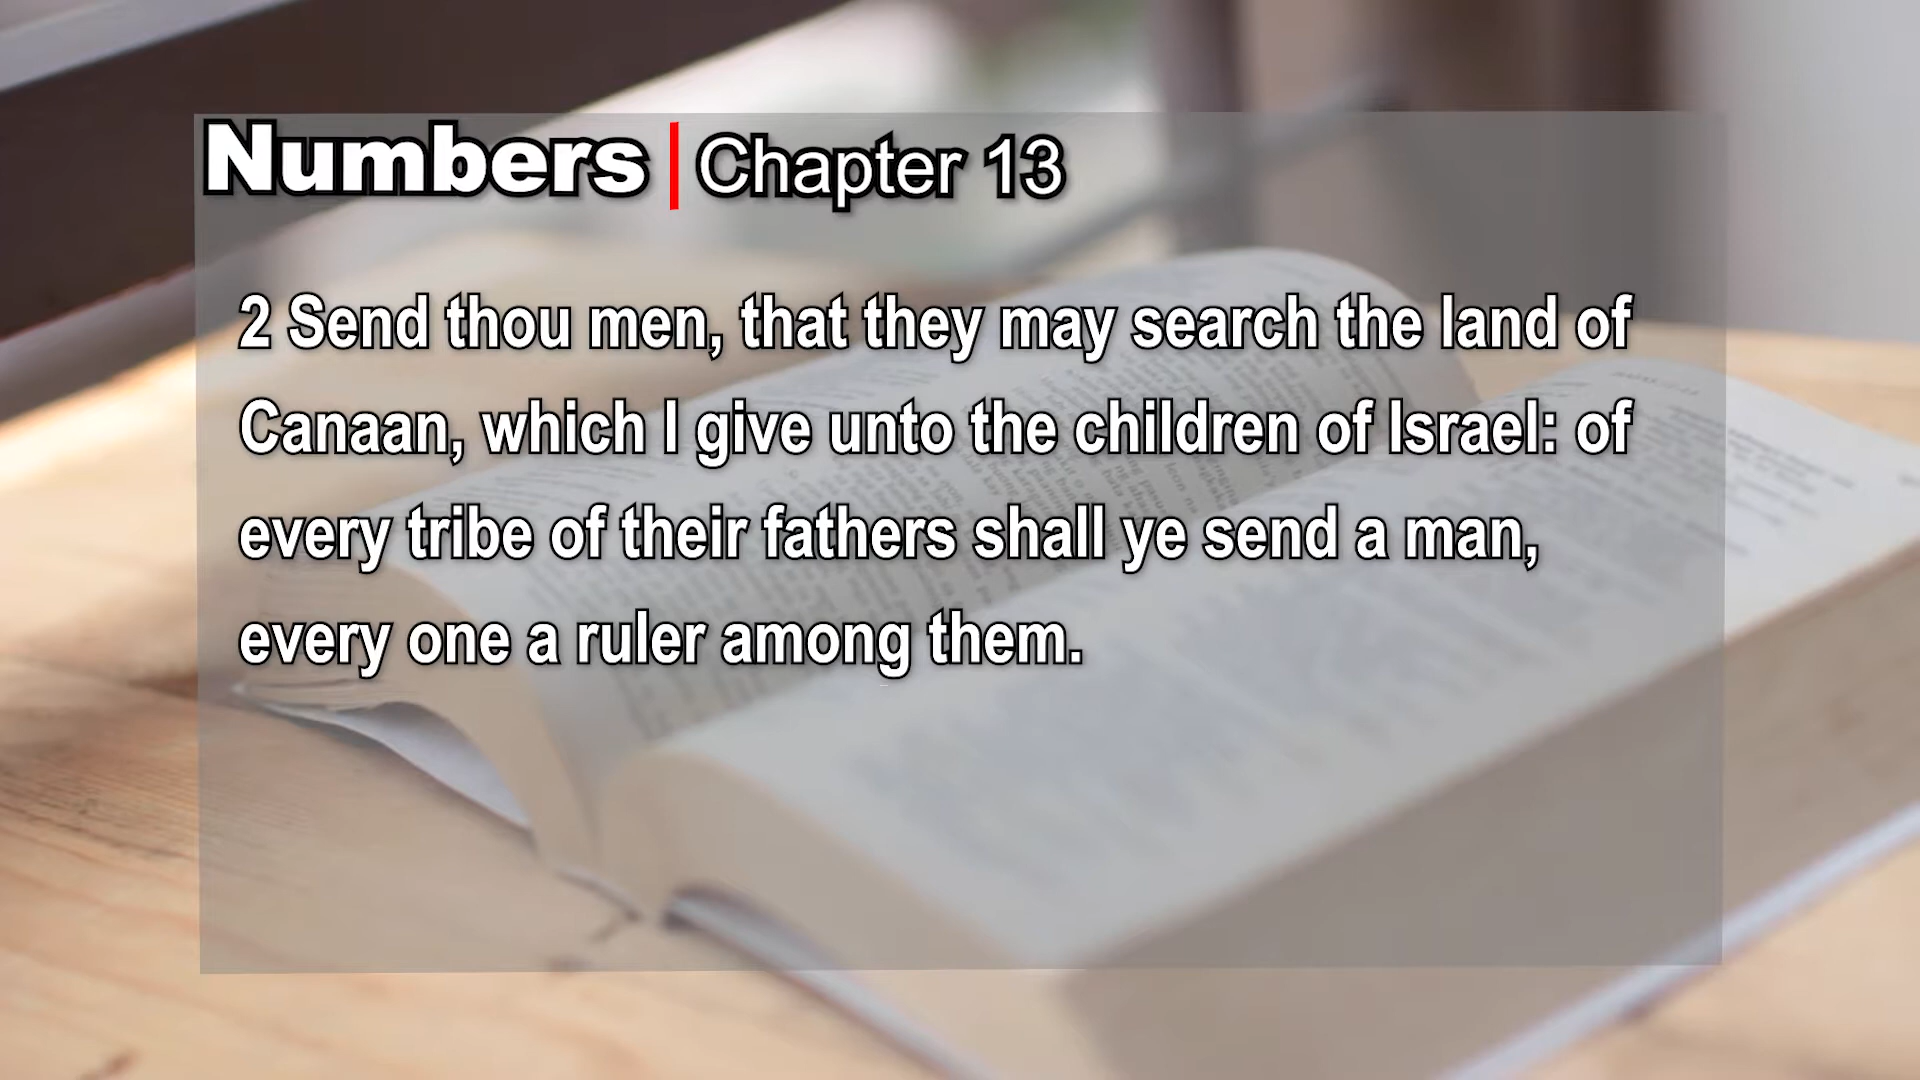 Numbers | Chapter 13
2 Send thou men, that they may search the land of
Canaan, which I give unto the children of Israel: of
every tribe of their fathers shall ye send a man,
every one a ruler among them.